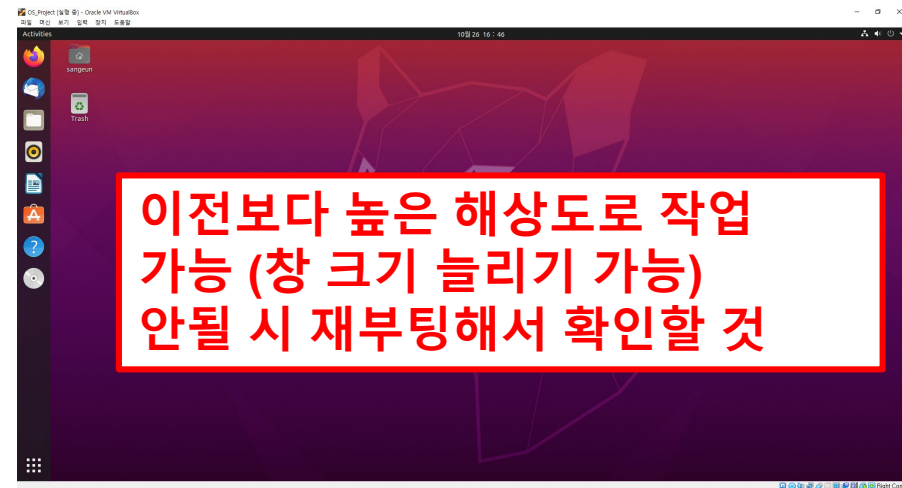 OS_Project [실행 중] - Oracle VM VirtualBox
파일 머신 보기 입력 장치 도움말
Activities 10월 26 16 : 46
sangeun
Trash
이전보다 높은 해상도로 작업
가능 (창 크기 늘리기 가능)
안될 시 재부팅해서 확인할 것
Right Con